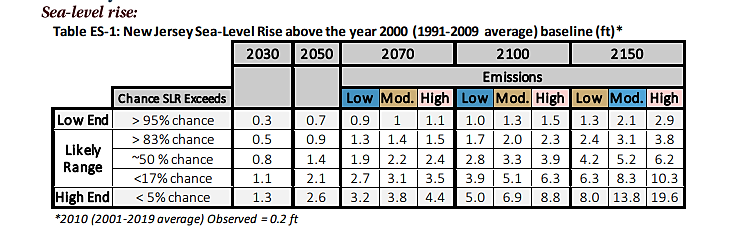 Sea-level rise:
Table ES-1: New Jersey Sea-Level Rise above the year 2000 (1991-2009 average) baseline (ft)*
2030 2050 2070 2100 2150
Emissions
Chance SLR Exceeds Low Mod. High Low Mod. High Low Mod. High
Low End > 95% chance 0.3 0.7 0.9 1 1.1 1.0 1.3 1.5 1.3 2.1 2.9
Likely Range > 83% chance 0.5 0.9 1.3 1.4 1.5 1.7 2.0 2.3 2.4 3.1 3.8
~50 % chance 0.8 1.4 1.9 2.2 2.4 2.8 3.3 3.9 4.2 5.2 6.2
<17% chance 1.1 2.1 2.7 3.1 3.5 3.9 5.1 6.3 6.3 8.3 10.3
High End < 5% chance 1.3 2.6 3.2 3.8 4.4 5.0 6.9 8.8 8.0 13.8 19.6
*2010 (2001-2019 average) Observed = 0.2 ft